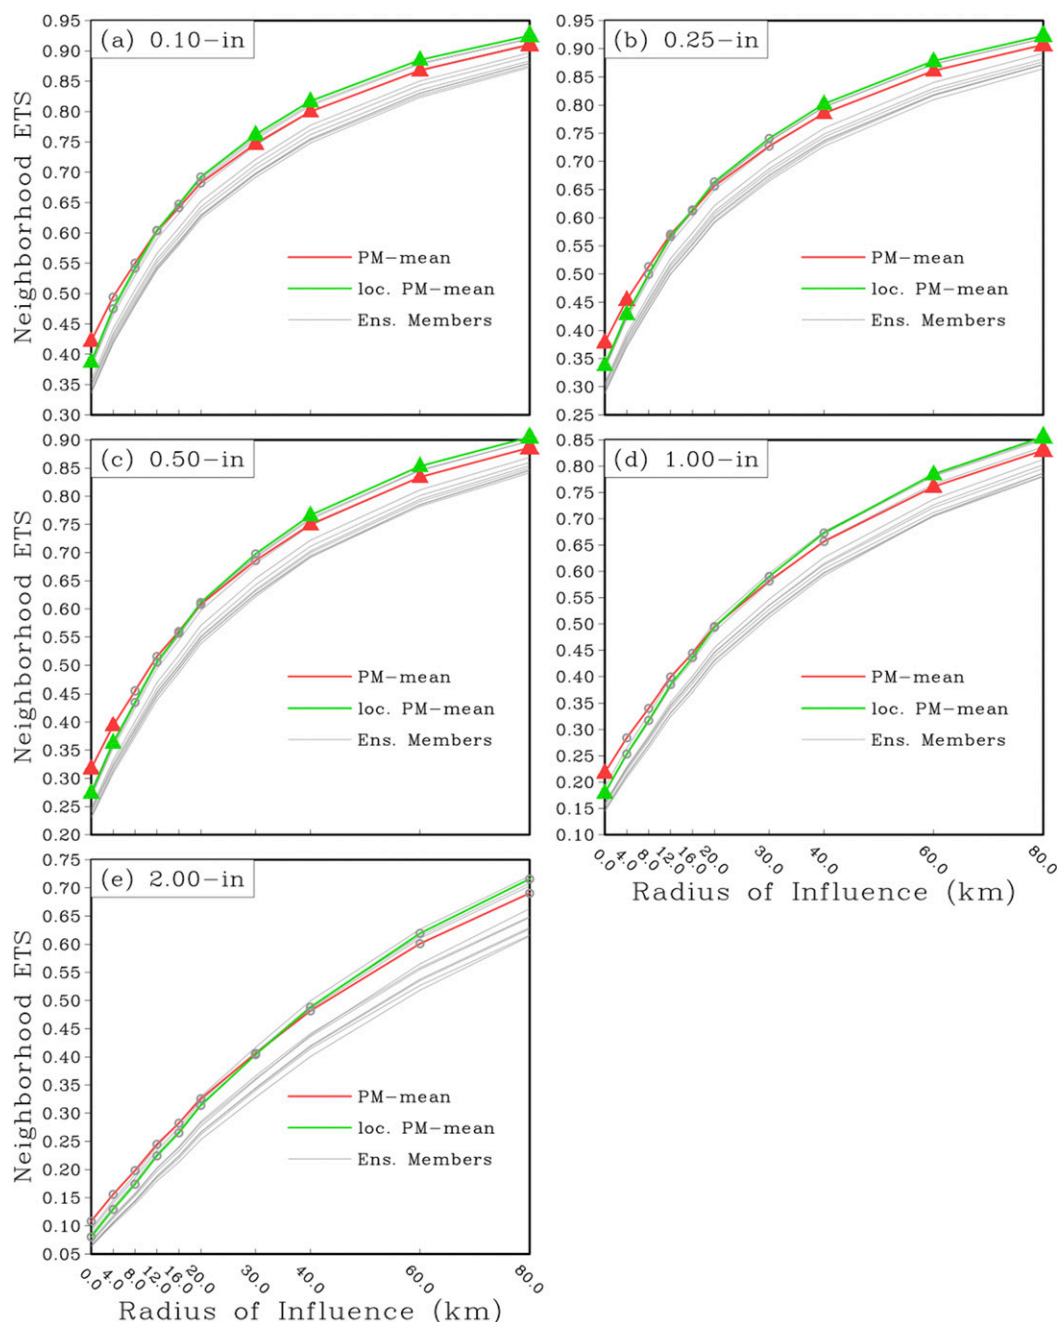 (a) 0.10-in
Neighborhood ETS
0.95
0.90
0.85
0.80
0.75
0.70
0.65
0.60
0.55
0.50
0.45
0.40
0.35
0.30
PM-mean
loc. PM-mean
Ens. Members
(b) 0.25-in
0.95
0.90
0.85
0.80
0.75
0.70
0.65
0.60
0.55
0.50
0.45
0.40
0.35
0.30
0.25
PM-mean
loc. PM-mean
Ens. Members
(c) 0.50-in
Neighborhood ETS
0.90
0.85
0.80
0.75
0.70
0.65
0.60
0.55
0.50
0.45
0.40
0.35
0.30
0.25
0.20
PM-mean
loc. PM-mean
Ens. Members
(d) 1.00-in
0.85
0.80
0.75
0.70
0.65
0.60
0.55
0.50
0.45
0.40
0.35
0.30
0.25
0.20
0.15
0.10
PM-mean
loc. PM-mean
Ens. Members
0.0 4.0 8.0 12.0 16.0 20.0 30.0 40.0 60.0 80.0
Radius of Influence (km)
(e) 2.00-in
Neighborhood ETS
0.75
0.70
0.65
0.60
0.55
0.50
0.45
0.40
0.35
0.30
0.25
0.20
0.15
0.10
0.05
PM-mean
loc. PM-mean
Ens. Members
0.0 4.0 8.0 12.0 16.0 20.0 30.0 40.0 60.0 80.0
Radius of Influence (km)